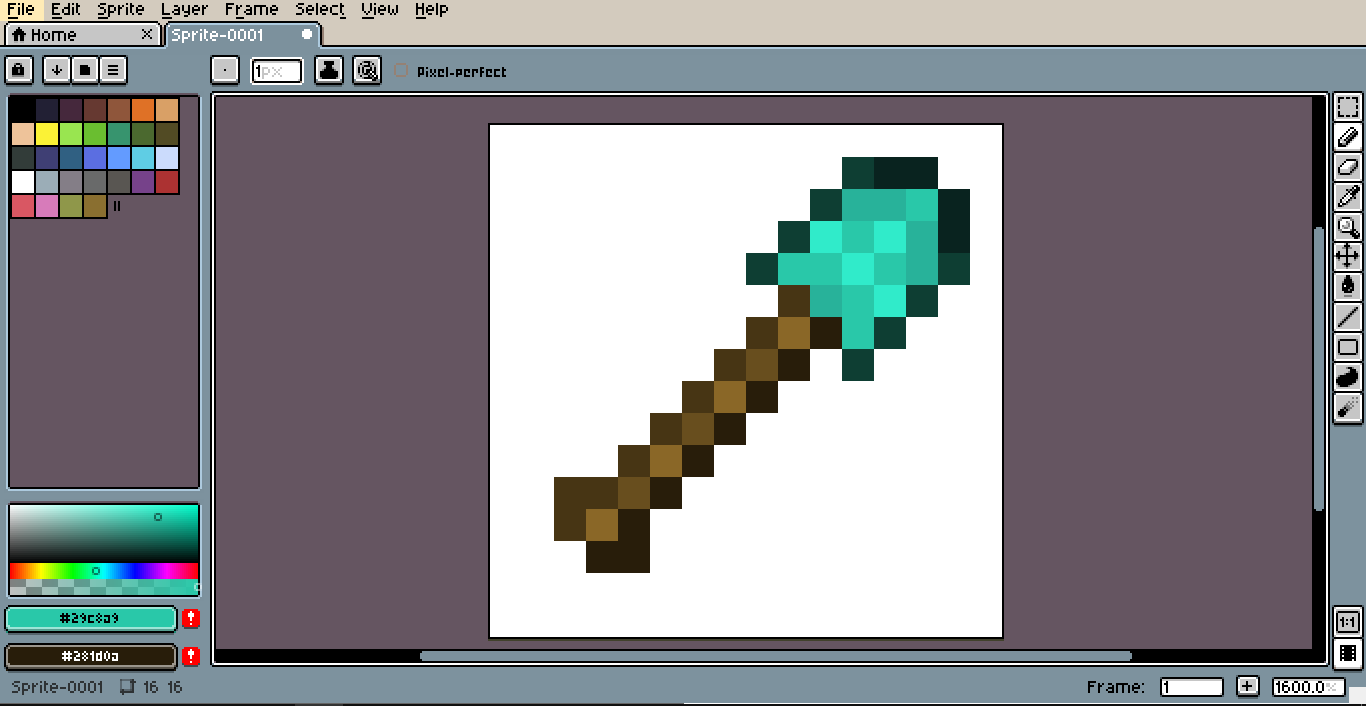 File Edit Sprite Layer Frame Select View Help
Home Sprite-0001
1px Pixel-perfect
#29c8a9
#281d0a
1:1
Sprite-0001 16 16 Frame: 1 1600.0%